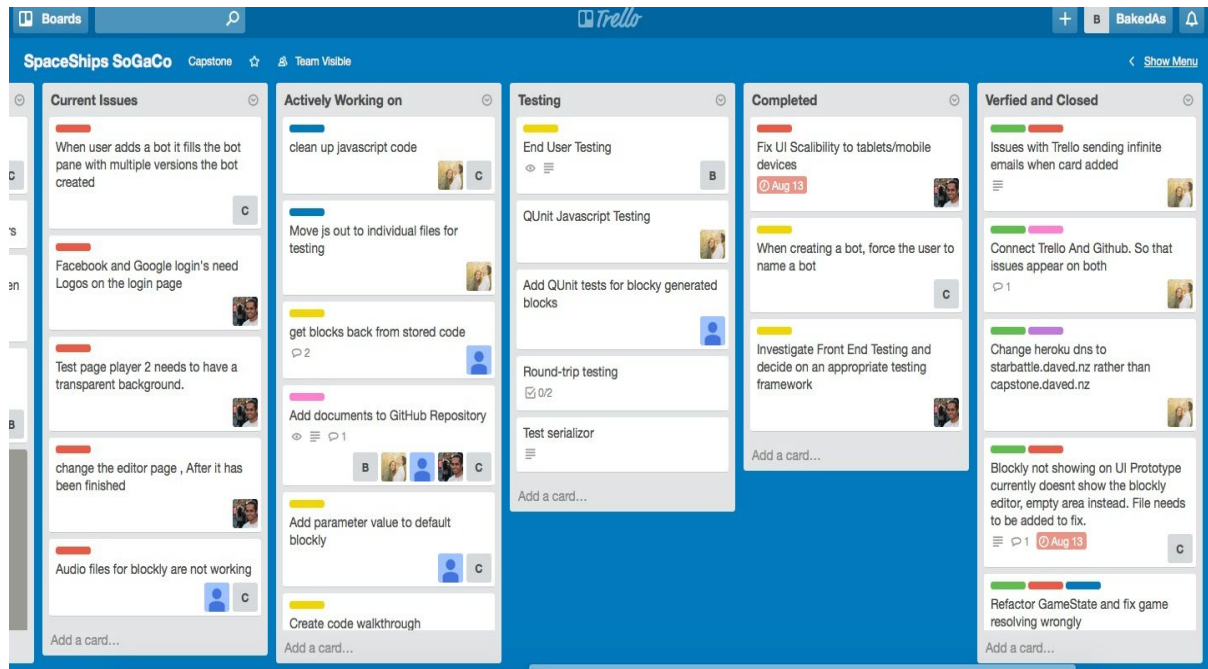 Boards
Trello
B BakedAs
SpaceShips SoGaCo Capstone Team Visible
Show Menu
C
rs
en
B
Current Issues
When user adds a bot it fills the bot
pane with multiple versions the bot
created
C
Facebook and Google login's need
Logos on the login page
Test page player 2 needs to have a
transparent background.
change the editor page , After it has
been finished
Audio files for blockly are not working
C
Add a card...
Actively Working on
clean up javascript code
C
Move js out to individual files for
testing
get blocks back from stored code
2
Add documents to GitHub Repository
1
B C
Add parameter value to default
blockly
C
Create code walkthrough
Add a card...
Testing
End User Testing
B
QUnit Javascript Testing
Add QUnit tests for blocky generated
blocks
Round-trip testing
0/2
Test serializor
Add a card...
Completed
Fix UI Scalibility to tablets/mobile
devices
Aug 13
When creating a bot, force the user to
name a bot
C
Investigate Front End Testing and
decide on an appropriate testing
framework
Add a card...
Verfied and Closed
Issues with Trello sending infinite
emails when card added
Connect Trello And Github. So that
issues appear on both
1
Change heroku dns to
starbattle.daved.nz rather than
capstone.daved.nz
Blockly not showing on UI Prototype
currently doesnt show the blockly
editor, empty area instead. File needs
to be added to fix.
1 Aug 13
C
Refactor GameState and fix game
resolving wrongly
Add a card...